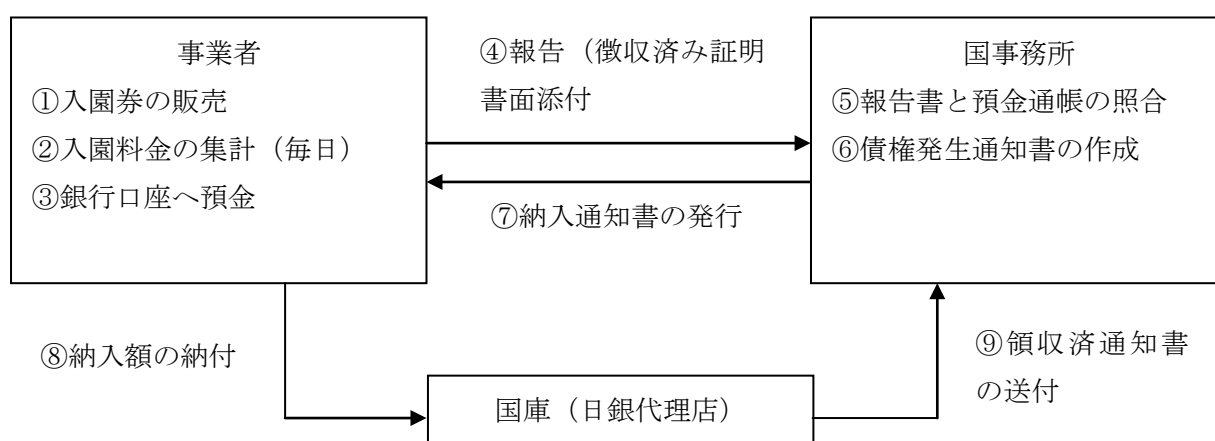 事業者
①入園券の販売
②入園料金の集計（毎日）
③銀行口座へ預金
④報告（徴収済み証明
書面添付
国事務所
⑤報告書と預金通帳の照合
⑥債権発生通知書の作成
⑦納入通知書の発行
⑧納入額の納付
国庫（日銀代理店）
⑨領収済通知書
の送付